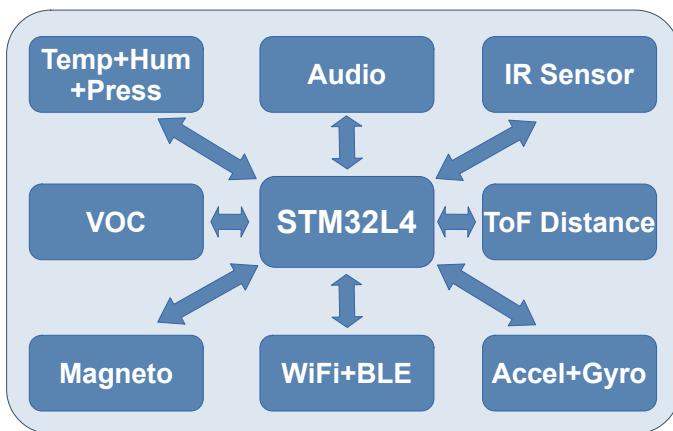 Temp+Hum
+Press
Audio
IR Sensor
VOC
STM32L4
ToF Distance
Magneto
WiFi+BLE
Accel+Gyro